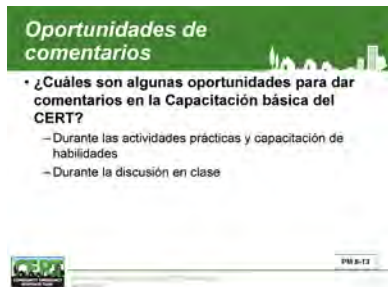 Oportunidades de
comentarios
• ¿Cuáles son algunas oportunidades para dar
comentarios en la Capacitación básica del
CERT?
– Durante las actividades prácticas y capacitación de
habilidades
– Durante la discusión en clase
PM 8-13
CERT